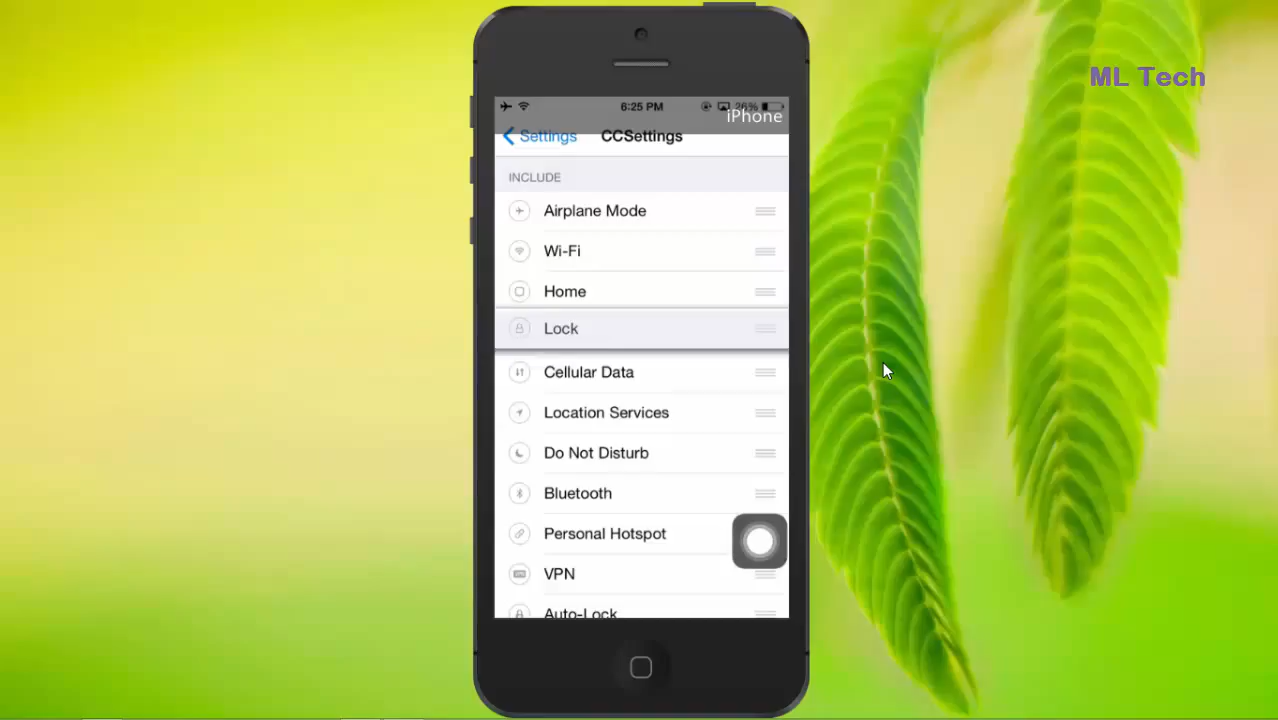 ML Tech
6:25 PM
26%
iPhone
Settings
CCSettings
INCLUDE
Airplane Mode
Wi-Fi
Home
Lock
Cellular Data
Location Services
Do Not Disturb
Bluetooth
Personal Hotspot
VPN
Auto-Lock